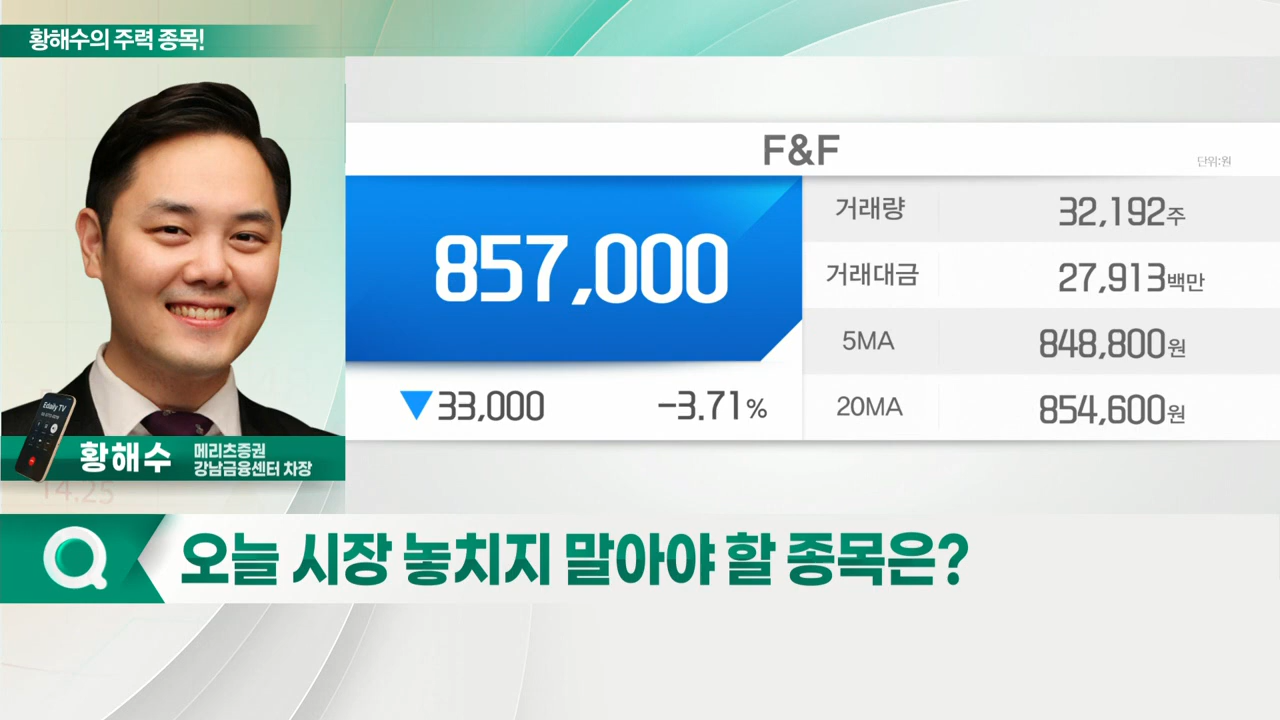 황해수의 주력 종목!
F&F
단위:원
857,000
▼33,000 -3.71%
거래량 32,192주
거래대금 27,913백만
5MA 848,800원
20MA 854,600원
Edaily TV
황해수 메리츠증권
강남금융센터 차장
14.25
Q 오늘 시장 놓치지 말아야 할 종목은?